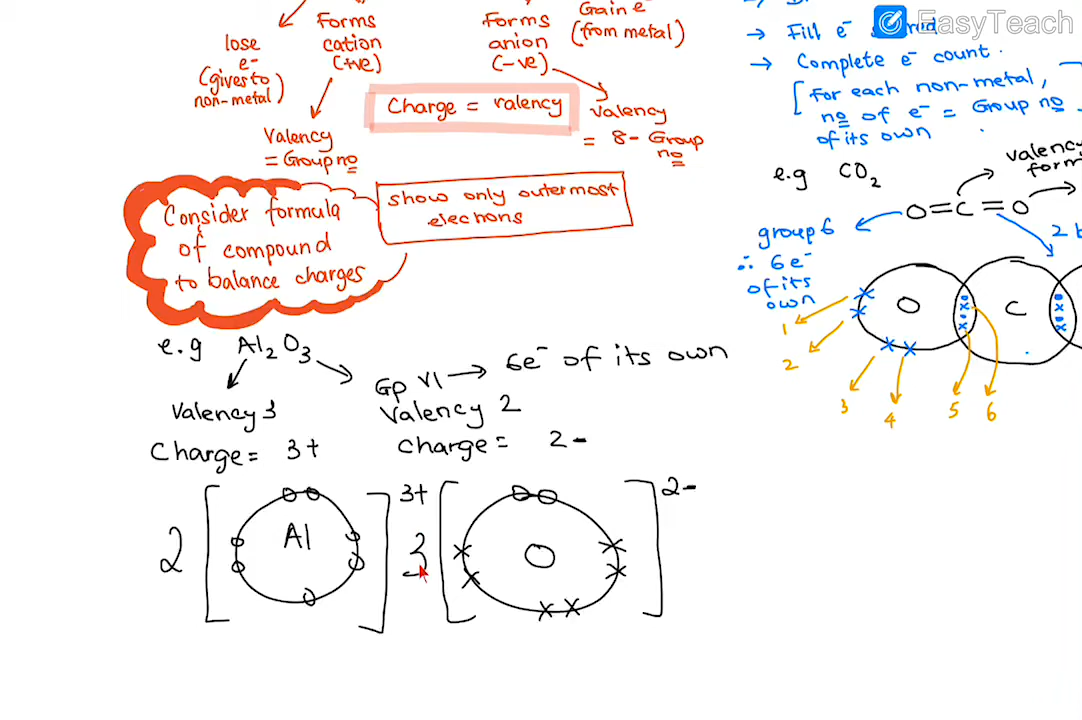 lose
e-
(gives to
non-metal)
Forms
cation
(+ve)
Valency
= Group no
Forms
anion
(-ve)
Gain e
(from metal)
Charge = valency
Valency
= 8 - Group
no
Consider formula
of compound
to balance charges
show only outermost
elechons
e.g Al2O3
Valency 3
Charge = 3+
Gp VI → 6e- of its own
Valency 2
Charge = 2-
2 [Al] 3+
3 [O] 2-
EasyTeach
→ Fill e-
→ Complete e- count.
[for each non-metal,
no of e- = Group no
of its own
e.g CO2
valency
O=C=O
group 6
∴ 6e-
of its
own
2
O
C
1
2
3
4
5
6